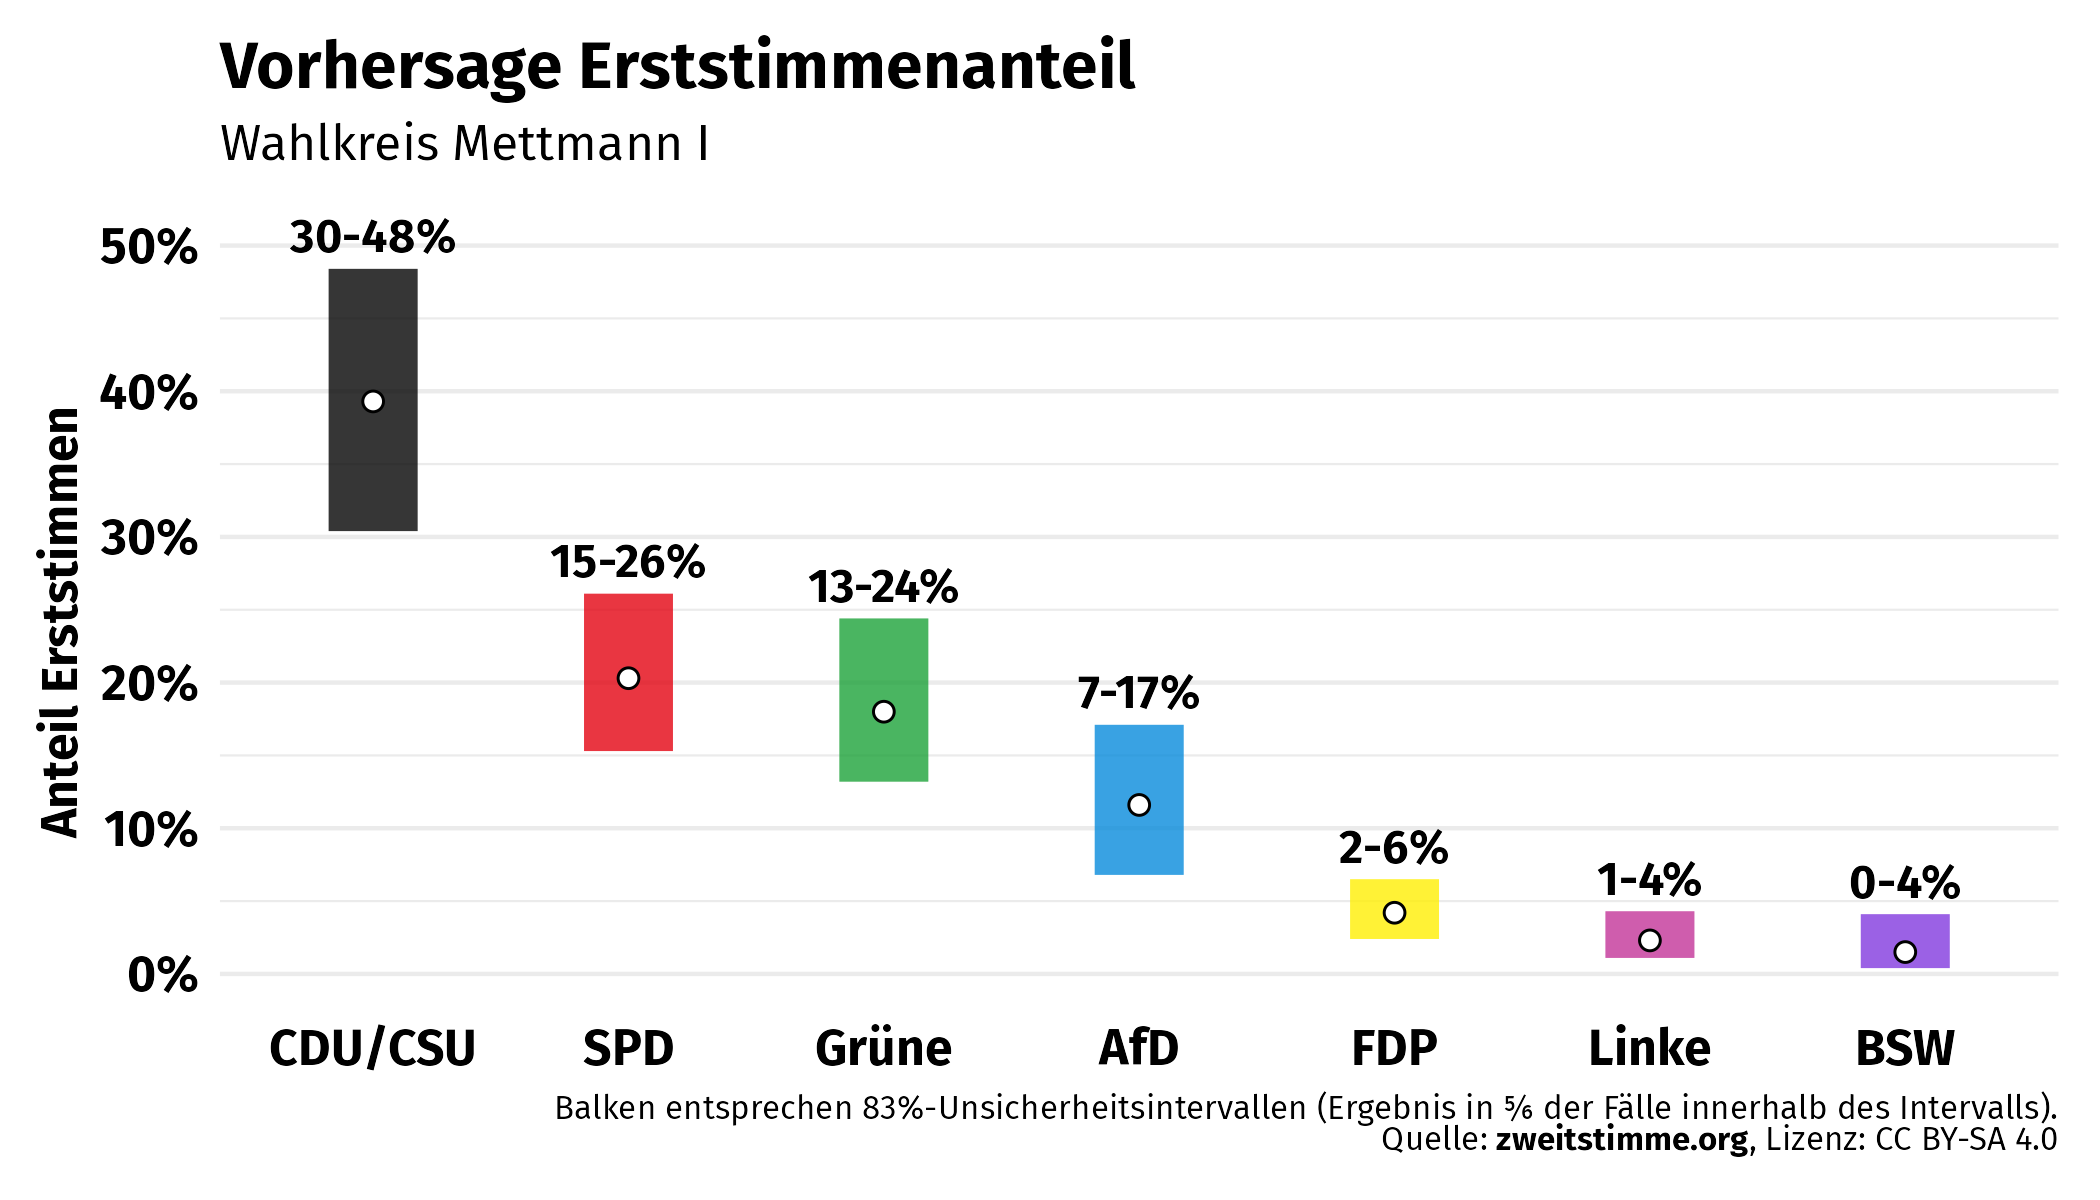 Vorhersage Erststimmenanteil
Wahlkreis Mettmann I
Anteil Erststimmen
50%
40%
30%
20%
10%
0%
30-48%
15-26%
13-24%
7-17%
2-6%
1-4%
0-4%
CDU/CSU
SPD
Grüne
AfD
FDP
Linke
BSW
Balken entsprechen 83%-Unsicherheitsintervallen (Ergebnis in ⅚ der Fälle innerhalb des Intervalls).
Quelle: zweitstimme.org, Lizenz: CC BY-SA 4.0